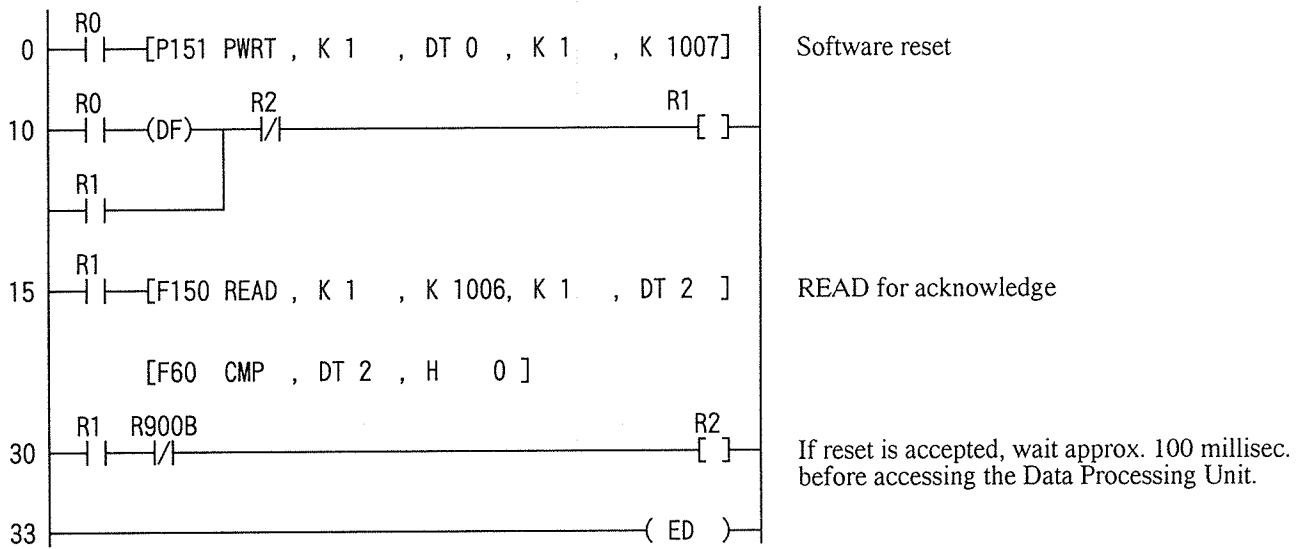 R0
0 [P151 PWRT , K 1 , DT 0 , K 1 , K 1007] Software reset
R0 R2 R1
10 (DF) [ ]
R1
R1
15 [F150 READ , K 1 , K 1006, K 1 , DT 2 ] READ for acknowledge
[F60 CMP , DT 2 , H 0 ]
R1 R900B R2
30 [ ] If reset is accepted, wait approx. 100 millisec.
before accessing the Data Processing Unit.
33 ( ED )